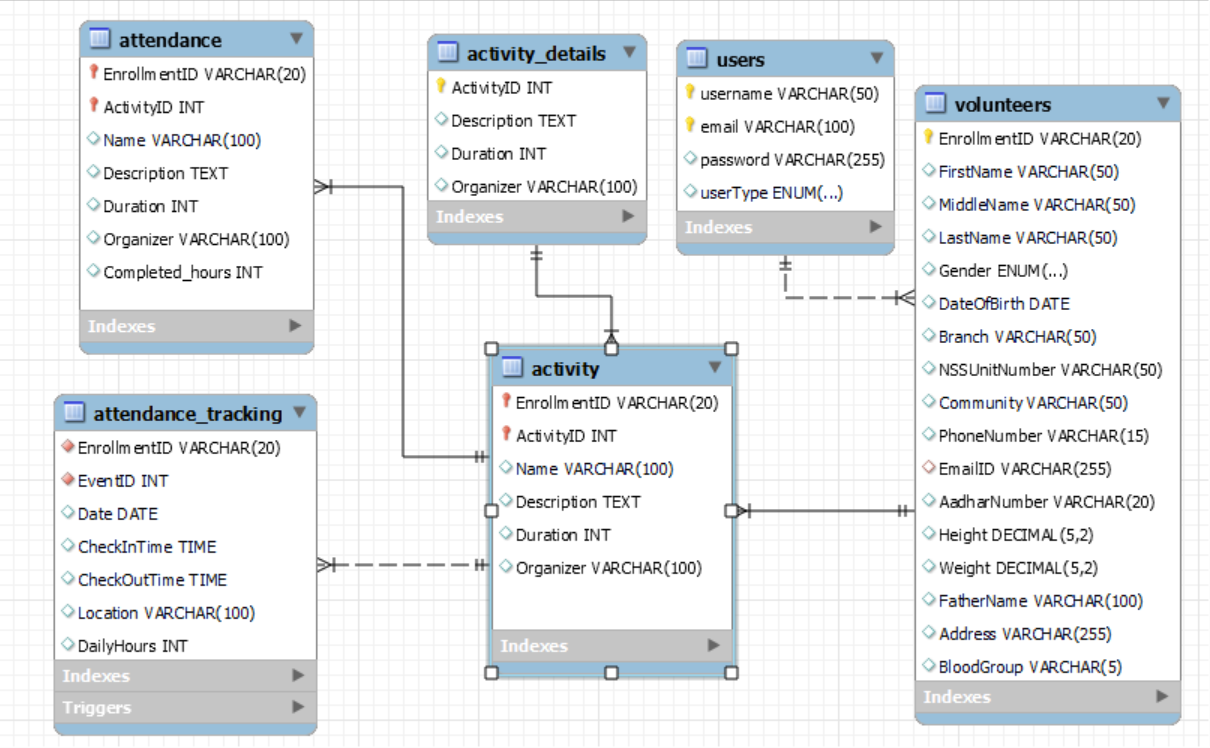 attendance
EnrollmentID VARCHAR(20)
ActivityID INT
Name VARCHAR(100)
Description TEXT
Duration INT
Organizer VARCHAR(100)
Completed_hours INT
Indexes
activity_details
ActivityID INT
Description TEXT
Duration INT
Organizer VARCHAR(100)
Indexes
users
username VARCHAR(50)
email VARCHAR(100)
password VARCHAR(255)
userType ENUM(...)
Indexes
volunteers
EnrollmentID VARCHAR(20)
FirstName VARCHAR(50)
MiddleName VARCHAR(50)
LastName VARCHAR(50)
Gender ENUM(...)
DateOfBirth DATE
Branch VARCHAR(50)
NSSUnitNumber VARCHAR(50)
Community VARCHAR(50)
PhoneNumber VARCHAR(15)
EmailID VARCHAR(255)
AadharNumber VARCHAR(20)
Height DECIMAL(5,2)
Weight DECIMAL(5,2)
FatherName VARCHAR(100)
Address VARCHAR(255)
BloodGroup VARCHAR(5)
Indexes
attendance_tracking
EnrollmentID VARCHAR(20)
EventID INT
Date DATE
CheckInTime TIME
CheckOutTime TIME
Location VARCHAR(100)
DailyHours INT
Indexes
Triggers
activity
EnrollmentID VARCHAR(20)
ActivityID INT
Name VARCHAR(100)
Description TEXT
Duration INT
Organizer VARCHAR(100)
Indexes